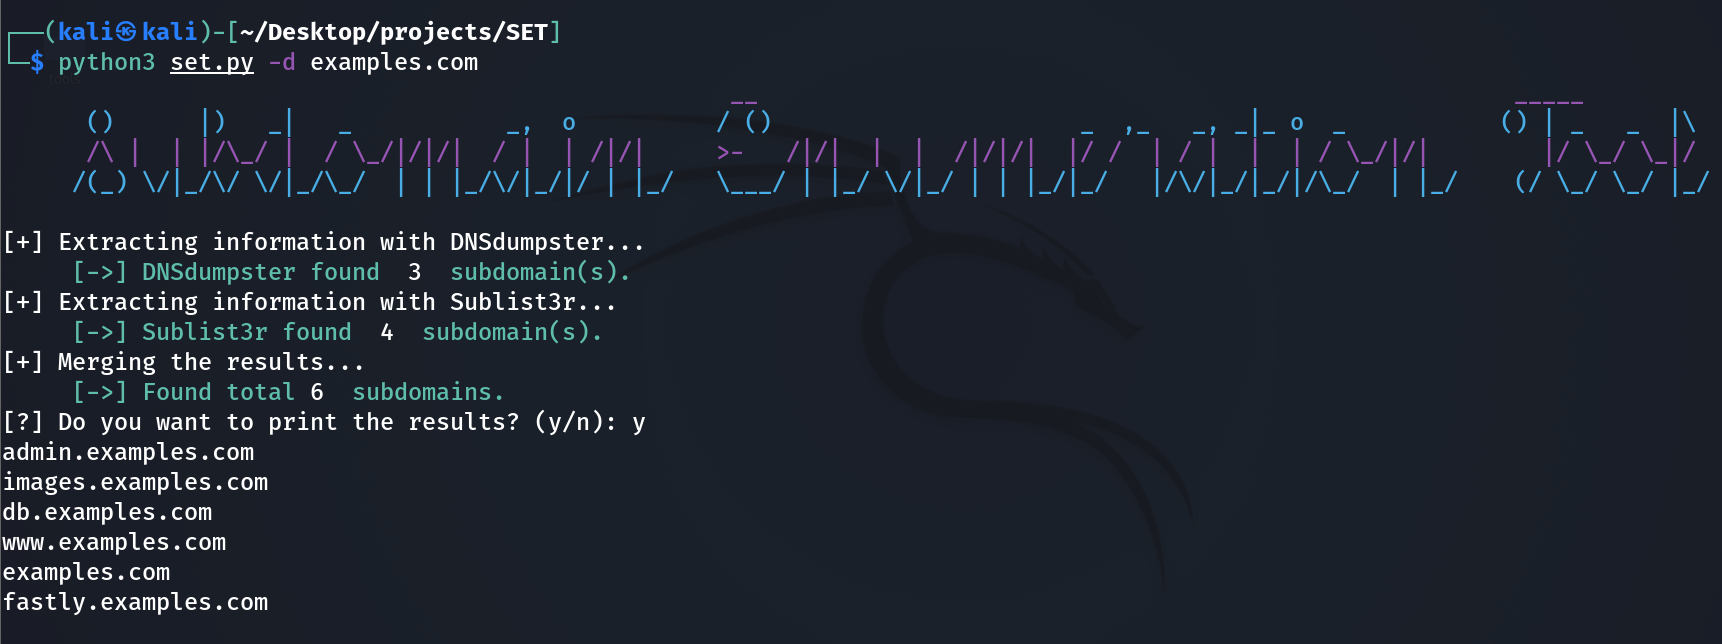 (kali㉿kali)-[~/Desktop/projects/SET]
$ python3 set.py -d examples.com
Subdomain Enumeration Tool
[+] Extracting information with DNSdumpster...
[->] DNSdumpster found  3  subdomain(s).
[+] Extracting information with Sublist3r...
[->] Sublist3r found  4  subdomain(s).
[+] Merging the results...
[->] Found total 6  subdomains.
[?] Do you want to print the results? (y/n): y
admin.examples.com
images.examples.com
db.examples.com
www.examples.com
examples.com
fastly.examples.com